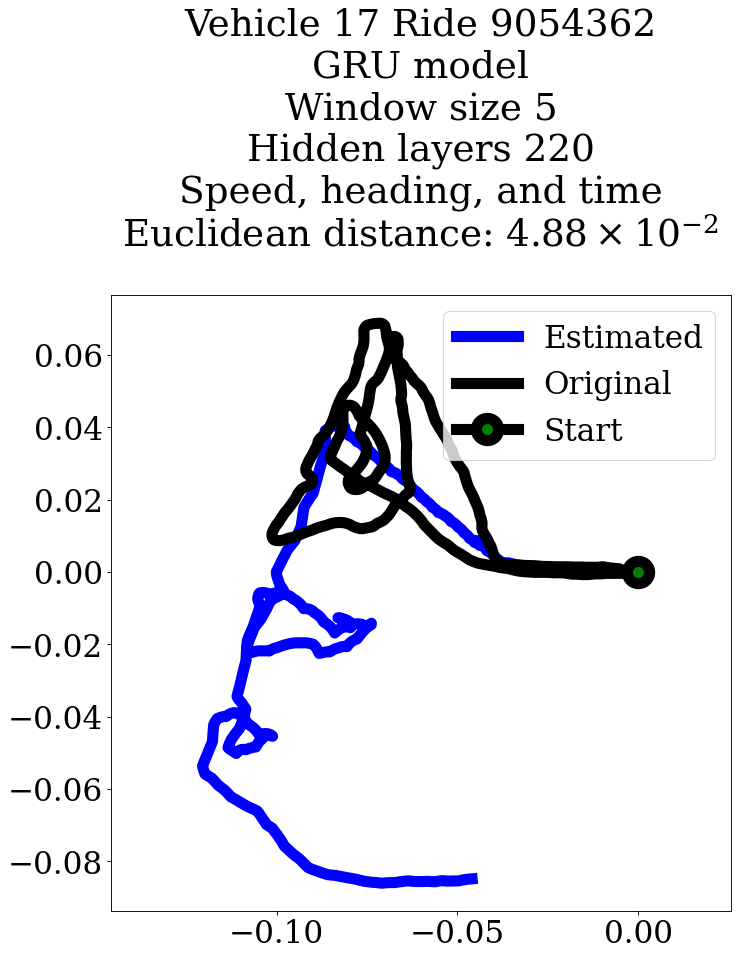 Vehicle 17 Ride 9054362
GRU model
Window size 5
Hidden layers 220
Speed, heading, and time
Euclidean distance: 4.88 × 10⁻²
Estimated
Original
Start
0.06
0.04
0.02
0.00
−0.02
−0.04
−0.06
−0.08
−0.10 −0.05 0.00